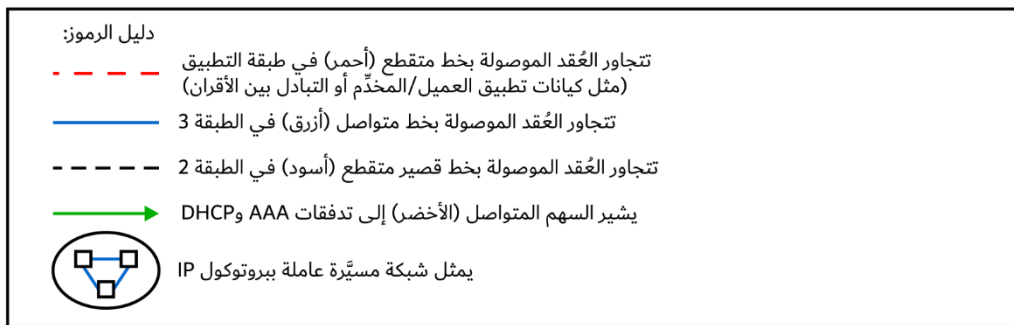 دليل الرموز:
تتجاور العُقد الموصولة بخط متقطع (أحمر) في طبقة التطبيق
(مثل كيانات تطبيق العميل/المخدِّم أو التبادل بين الأقران)
تتجاور العُقد الموصولة بخط متواصل (أزرق) في الطبقة 3
تتجاور العُقد الموصولة بخط قصير متقطع (أسود) في الطبقة 2
يشير السهم المتواصل (الأخضر) إلى تدفقات AAA وDHCP
يمثل شبكة مسيَّرة عاملة ببروتوكول IP